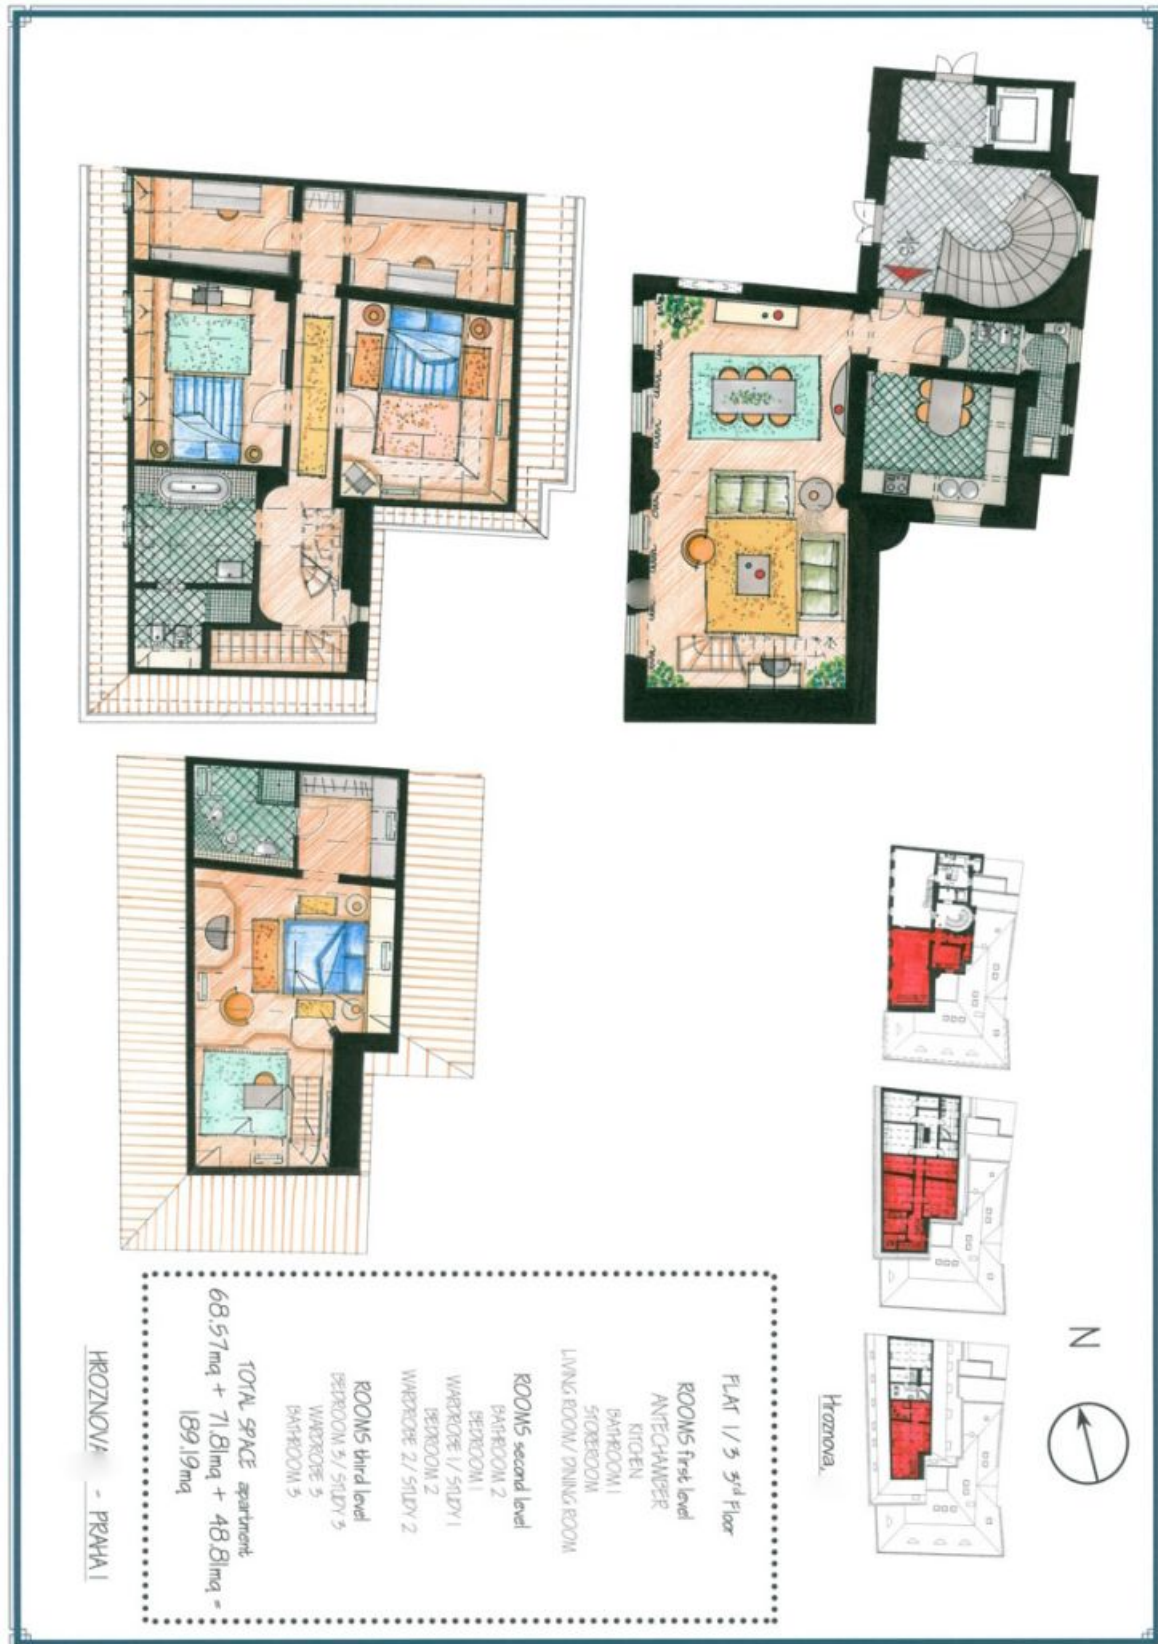 N
Hroznova,
FLAT 1/3 3rd Floor
ROOMS first level
ANTECHAMBER
KITCHEN
BATHROOM 1
STOREROOM
LIVING ROOM/ DINING ROOM
ROOMS second level
BATHROOM 2
BEDROOM 1
WARDROBE 1/ STUDY 1
BEDROOM 2
WARDROBE 2/ STUDY 2
ROOMS third level
BEDROOM 3/ STUDY 3
WARDROBE 3
BATHROOM 3
TOTAL SPACE apartment
68.57mq + 71.81mq + 48.81mq =
189.19mq
HROZNOVA - PRAHA 1